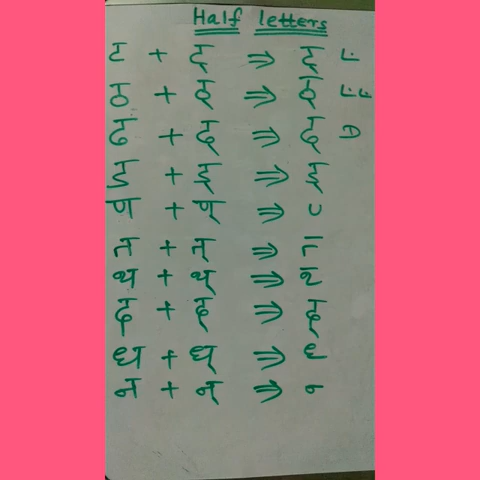 Half letters
ट + ट् ⇒ ट्
ठ + ठ् ⇒ ठ्
ढ + ढ् ⇒ ढ्
ड + ड् ⇒ ड्
ण + ण् ⇒ ण्‍
त + त् ⇒ त्‍
थ + थ् ⇒ थ्‍
द + द् ⇒ द्
ध + ध् ⇒ ध्‍
न + न् ⇒ न्‍